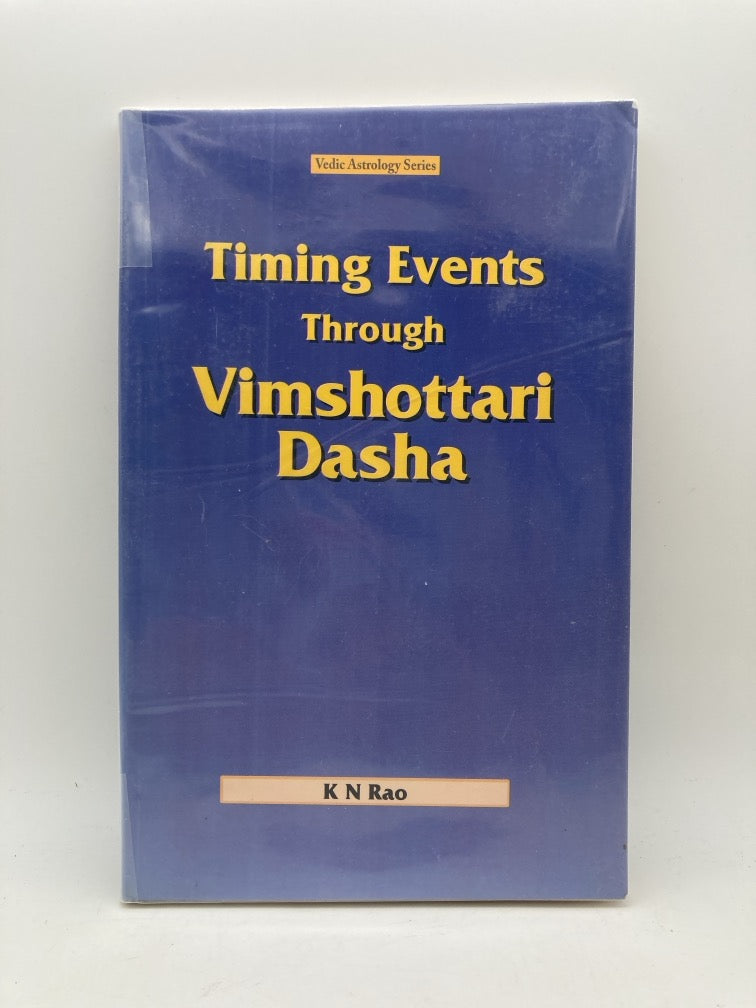 Vedic Astrology Series
Timing Events
Through
Vimshottari
Dasha
K N Rao